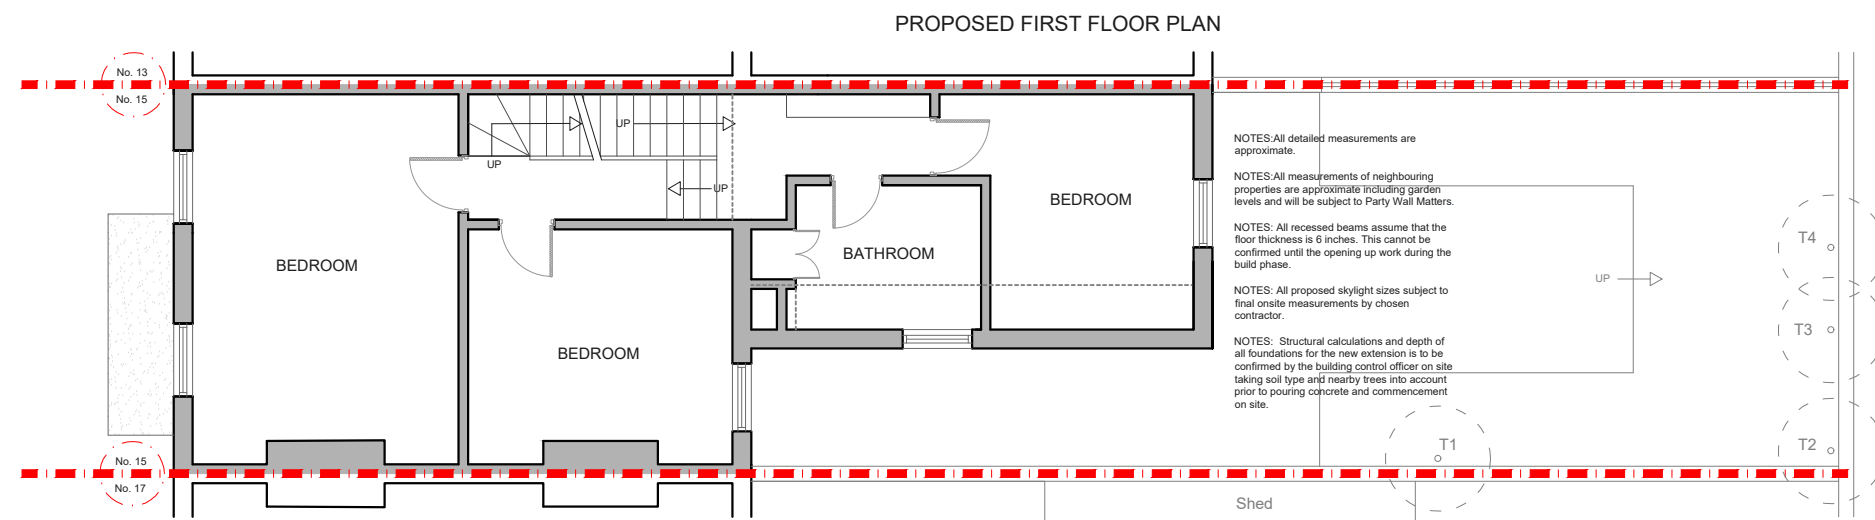 PROPOSED FIRST FLOOR PLAN
No. 13
No. 15
UP
UP
UP
BEDROOM
BEDROOM
BATHROOM
BEDROOM
NOTES:All detailed measurements are
approximate.
NOTES:All measurements of neighbouring
properties are approximate including garden
levels and will be subject to Party Wall Matters.
NOTES: All recessed beams assume that the
floor thickness is 6 inches. This cannot be
confirmed until the opening up work during the
build phase.
NOTES: All proposed skylight sizes subject to
final onsite measurements by chosen
contractor.
NOTES: Structural calculations and depth of
all foundations for the new extension is to be
confirmed by the building control officer on site
taking soil type and nearby trees into account
prior to pouring concrete and commencement
on site.
UP
T4
T3
T2
T1
No. 15
No. 17
Shed